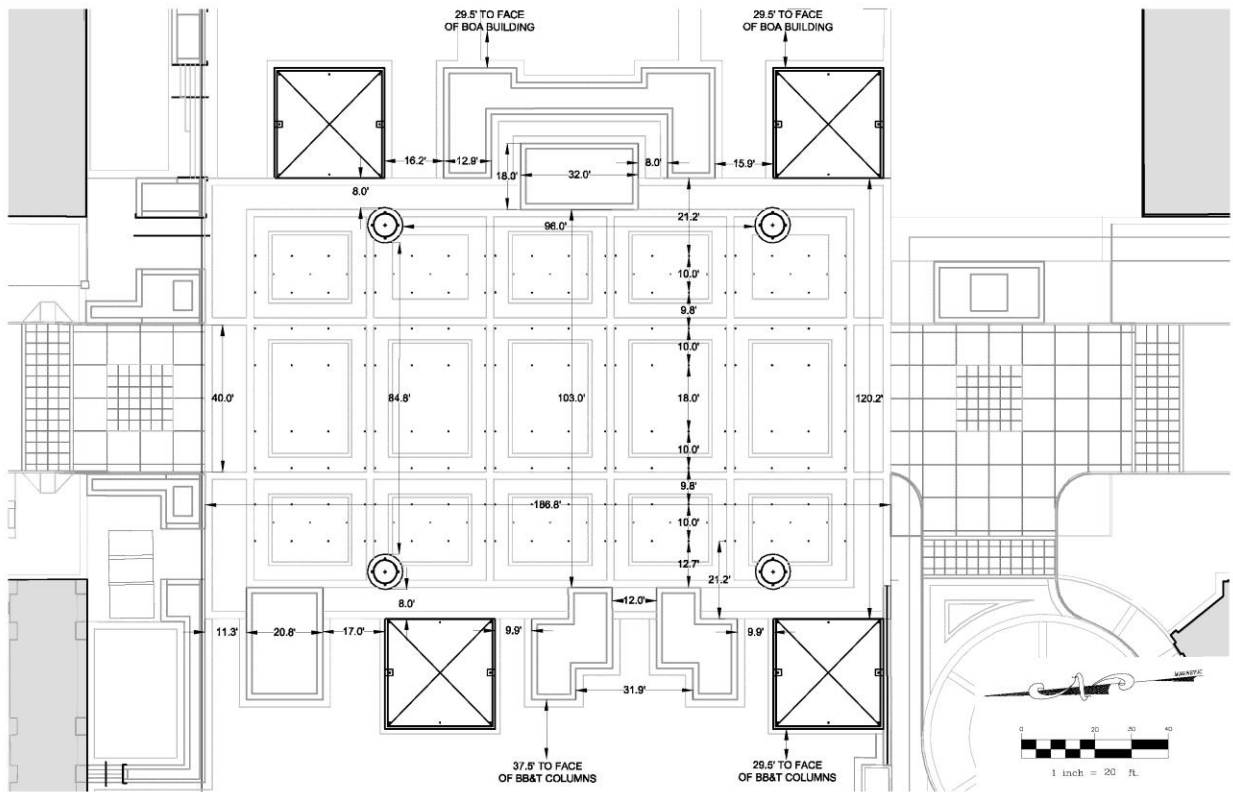 29.5' TO FACE
OF BOA BUILDING
29.5' TO FACE
OF BOA BUILDING
16.2'
12.9'
18.0'
32.0'
8.0'
15.9'
8.0'
96.0'
21.2'
10.0'
9.8'
10.0'
40.0'
84.8'
103.0'
18.0'
120.2'
10.0'
9.8'
186.8'
10.0'
12.7'
21.2'
8.0'
12.0'
11.3'
20.8'
17.0'
9.9'
9.9'
31.9'
37.5' TO FACE
OF BB&T COLUMNS
29.5' TO FACE
OF BB&T COLUMNS
MAGNETIC
N
0 20 30 40
1 inch = 20 ft.